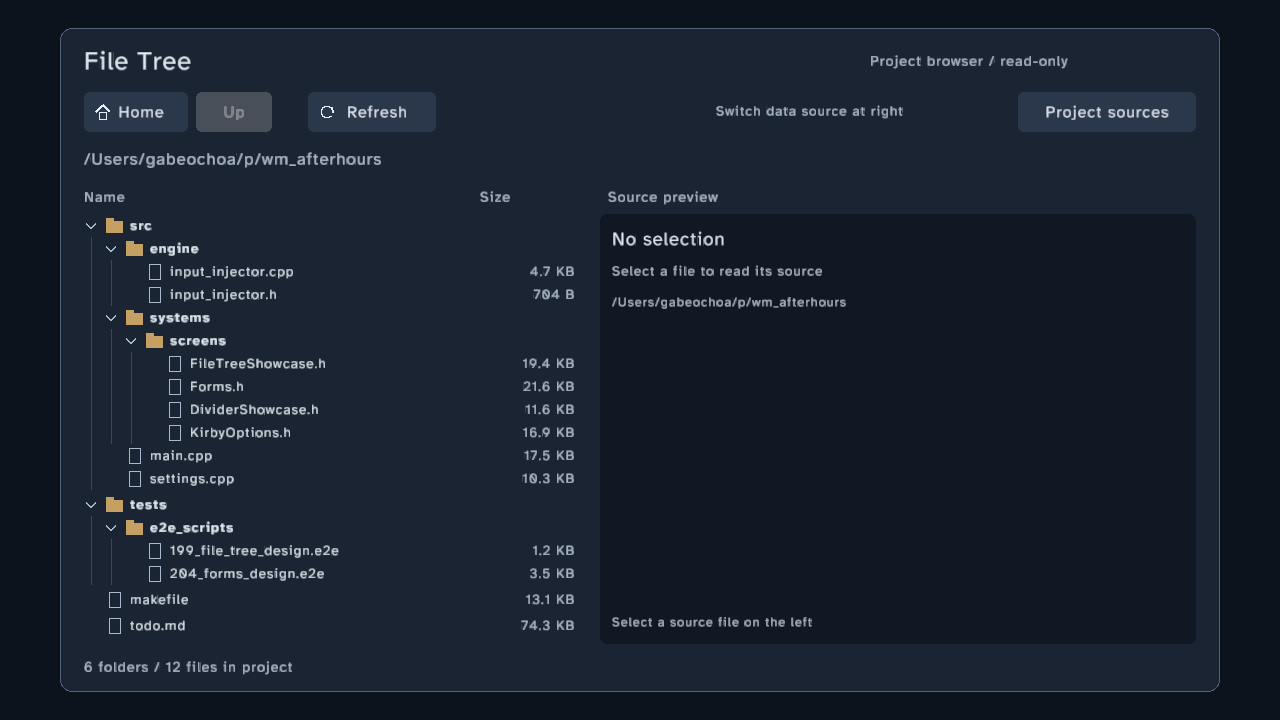 File Tree
Project browser / read-only
Home
Up
Refresh
Switch data source at right
Project sources
/Users/gabeochoa/p/wm_afterhours
Name
Size
Source preview
src
engine
input_injector.cpp 4.7 KB
input_injector.h 704 B
systems
screens
FileTreeShowcase.h 19.4 KB
Forms.h 21.6 KB
DividerShowcase.h 11.6 KB
KirbyOptions.h 16.9 KB
main.cpp 17.5 KB
settings.cpp 10.3 KB
tests
e2e_scripts
199_file_tree_design.e2e 1.2 KB
204_forms_design.e2e 3.5 KB
makefile 13.1 KB
todo.md 74.3 KB
No selection
Select a file to read its source
/Users/gabeochoa/p/wm_afterhours
Select a source file on the left
6 folders / 12 files in project